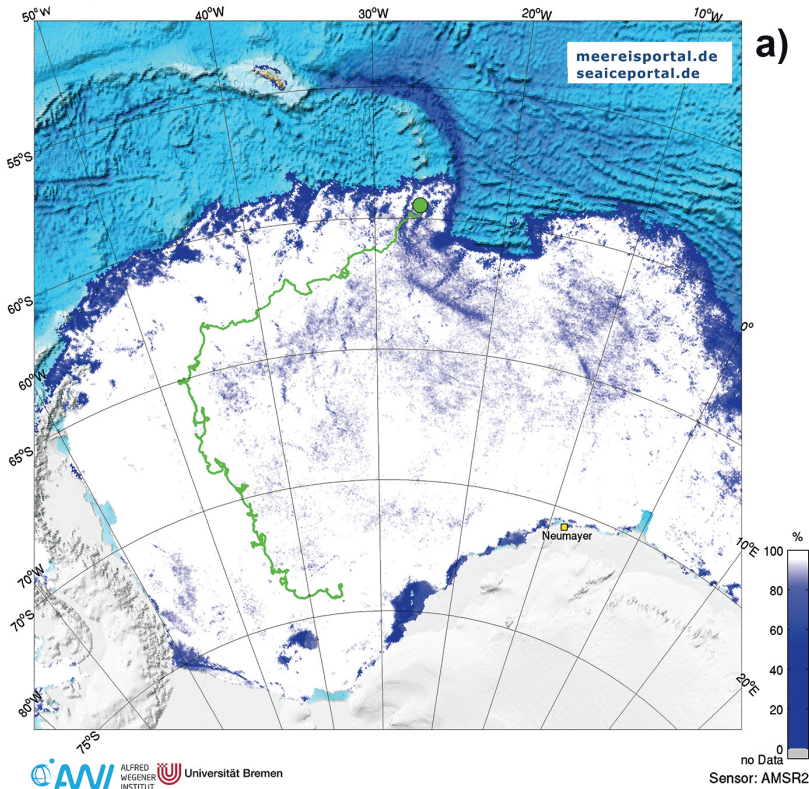 50°W
40°W
30°W
20°W
10°W
a)
meereisportal.de
seaiceportal.de
55°S
60°S
0°
60°W
65°S
Neumayer
10°E
%
100
80
60
40
20
0
no Data
70°W
70°S
20°E
80°W
75°S
AWI
ALFRED
WEGENER
INSTITUT
Universität Bremen
Sensor: AMSR2